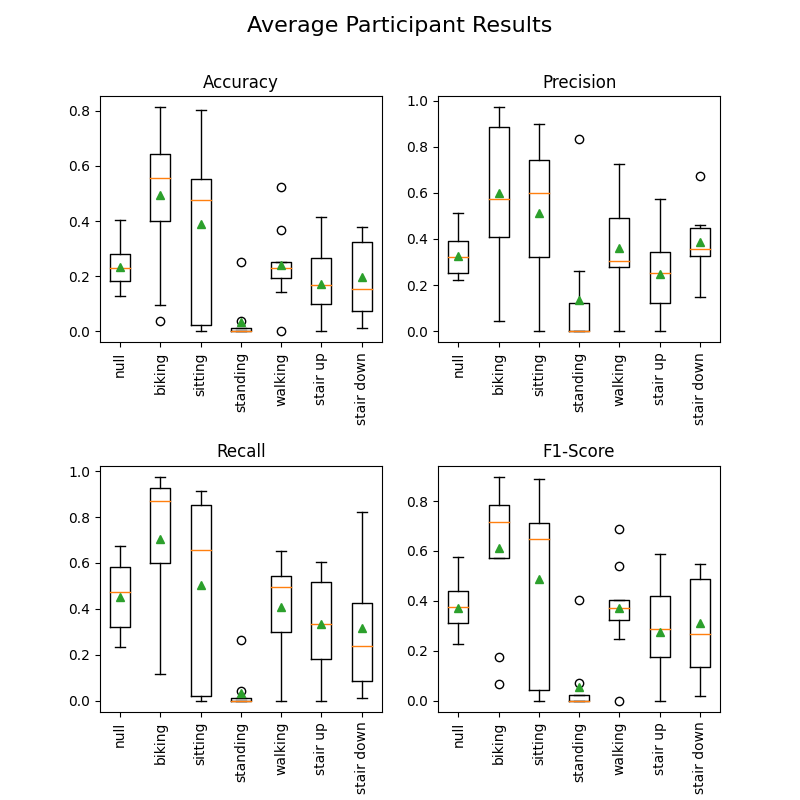 Average Participant Results
Accuracy
0.8
0.6
0.4
0.2
0.0
null
biking
sitting
standing
walking
stair up
stair down
Precision
1.0
0.8
0.6
0.4
0.2
0.0
null
biking
sitting
standing
walking
stair up
stair down
Recall
1.0
0.8
0.6
0.4
0.2
0.0
null
biking
sitting
standing
walking
stair up
stair down
F1-Score
0.8
0.6
0.4
0.2
0.0
null
biking
sitting
standing
walking
stair up
stair down